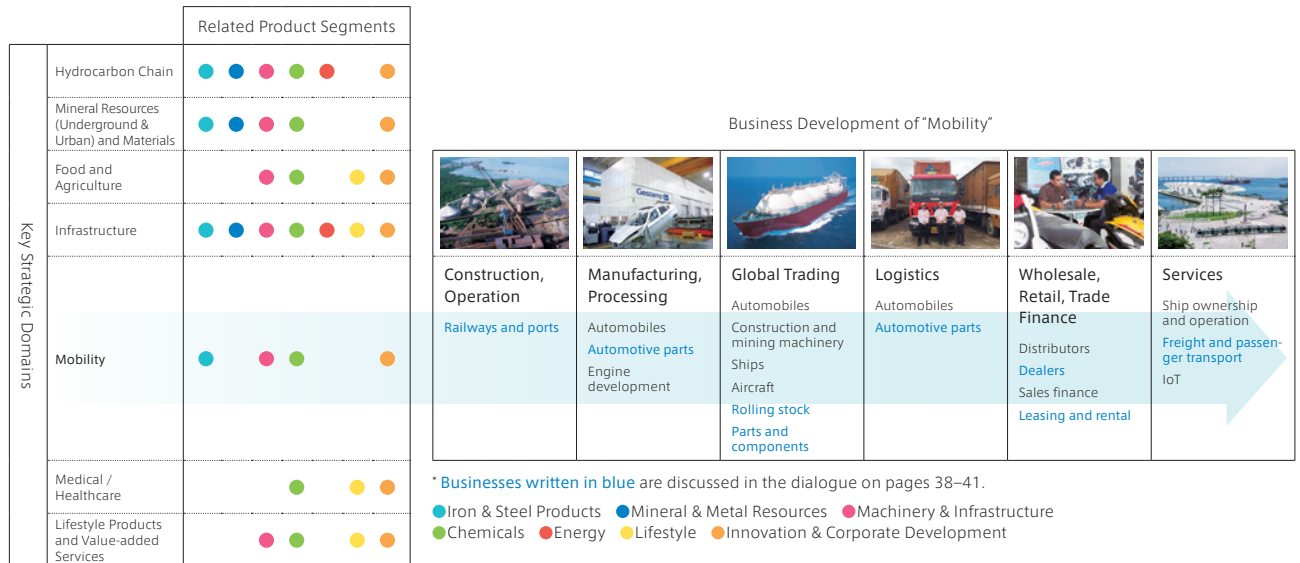 Related Product Segments
Key Strategic Domains
Hydrocarbon Chain
Mineral Resources
(Underground &
Urban) and Materials
Food and
Agriculture
Infrastructure
Mobility
Medical /
Healthcare
Lifestyle Products
and Value-added
Services
Business Development of "Mobility"
Gestamp
Construction,
Operation
Railways and ports
Manufacturing,
Processing
Automobiles
Automotive parts
Engine
development
Global Trading
Automobiles
Construction and
mining machinery
Ships
Aircraft
Rolling stock
Parts and
components
Logistics
Automobiles
Automotive parts
Wholesale,
Retail, Trade
Finance
Distributors
Dealers
Sales finance
Leasing and rental
Services
Ship ownership
and operation
Freight and passen-
ger transport
IoT
* Businesses written in blue are discussed in the dialogue on pages 38–41.
Iron & Steel Products Mineral & Metal Resources Machinery & Infrastructure
Chemicals Energy Lifestyle Innovation & Corporate Development